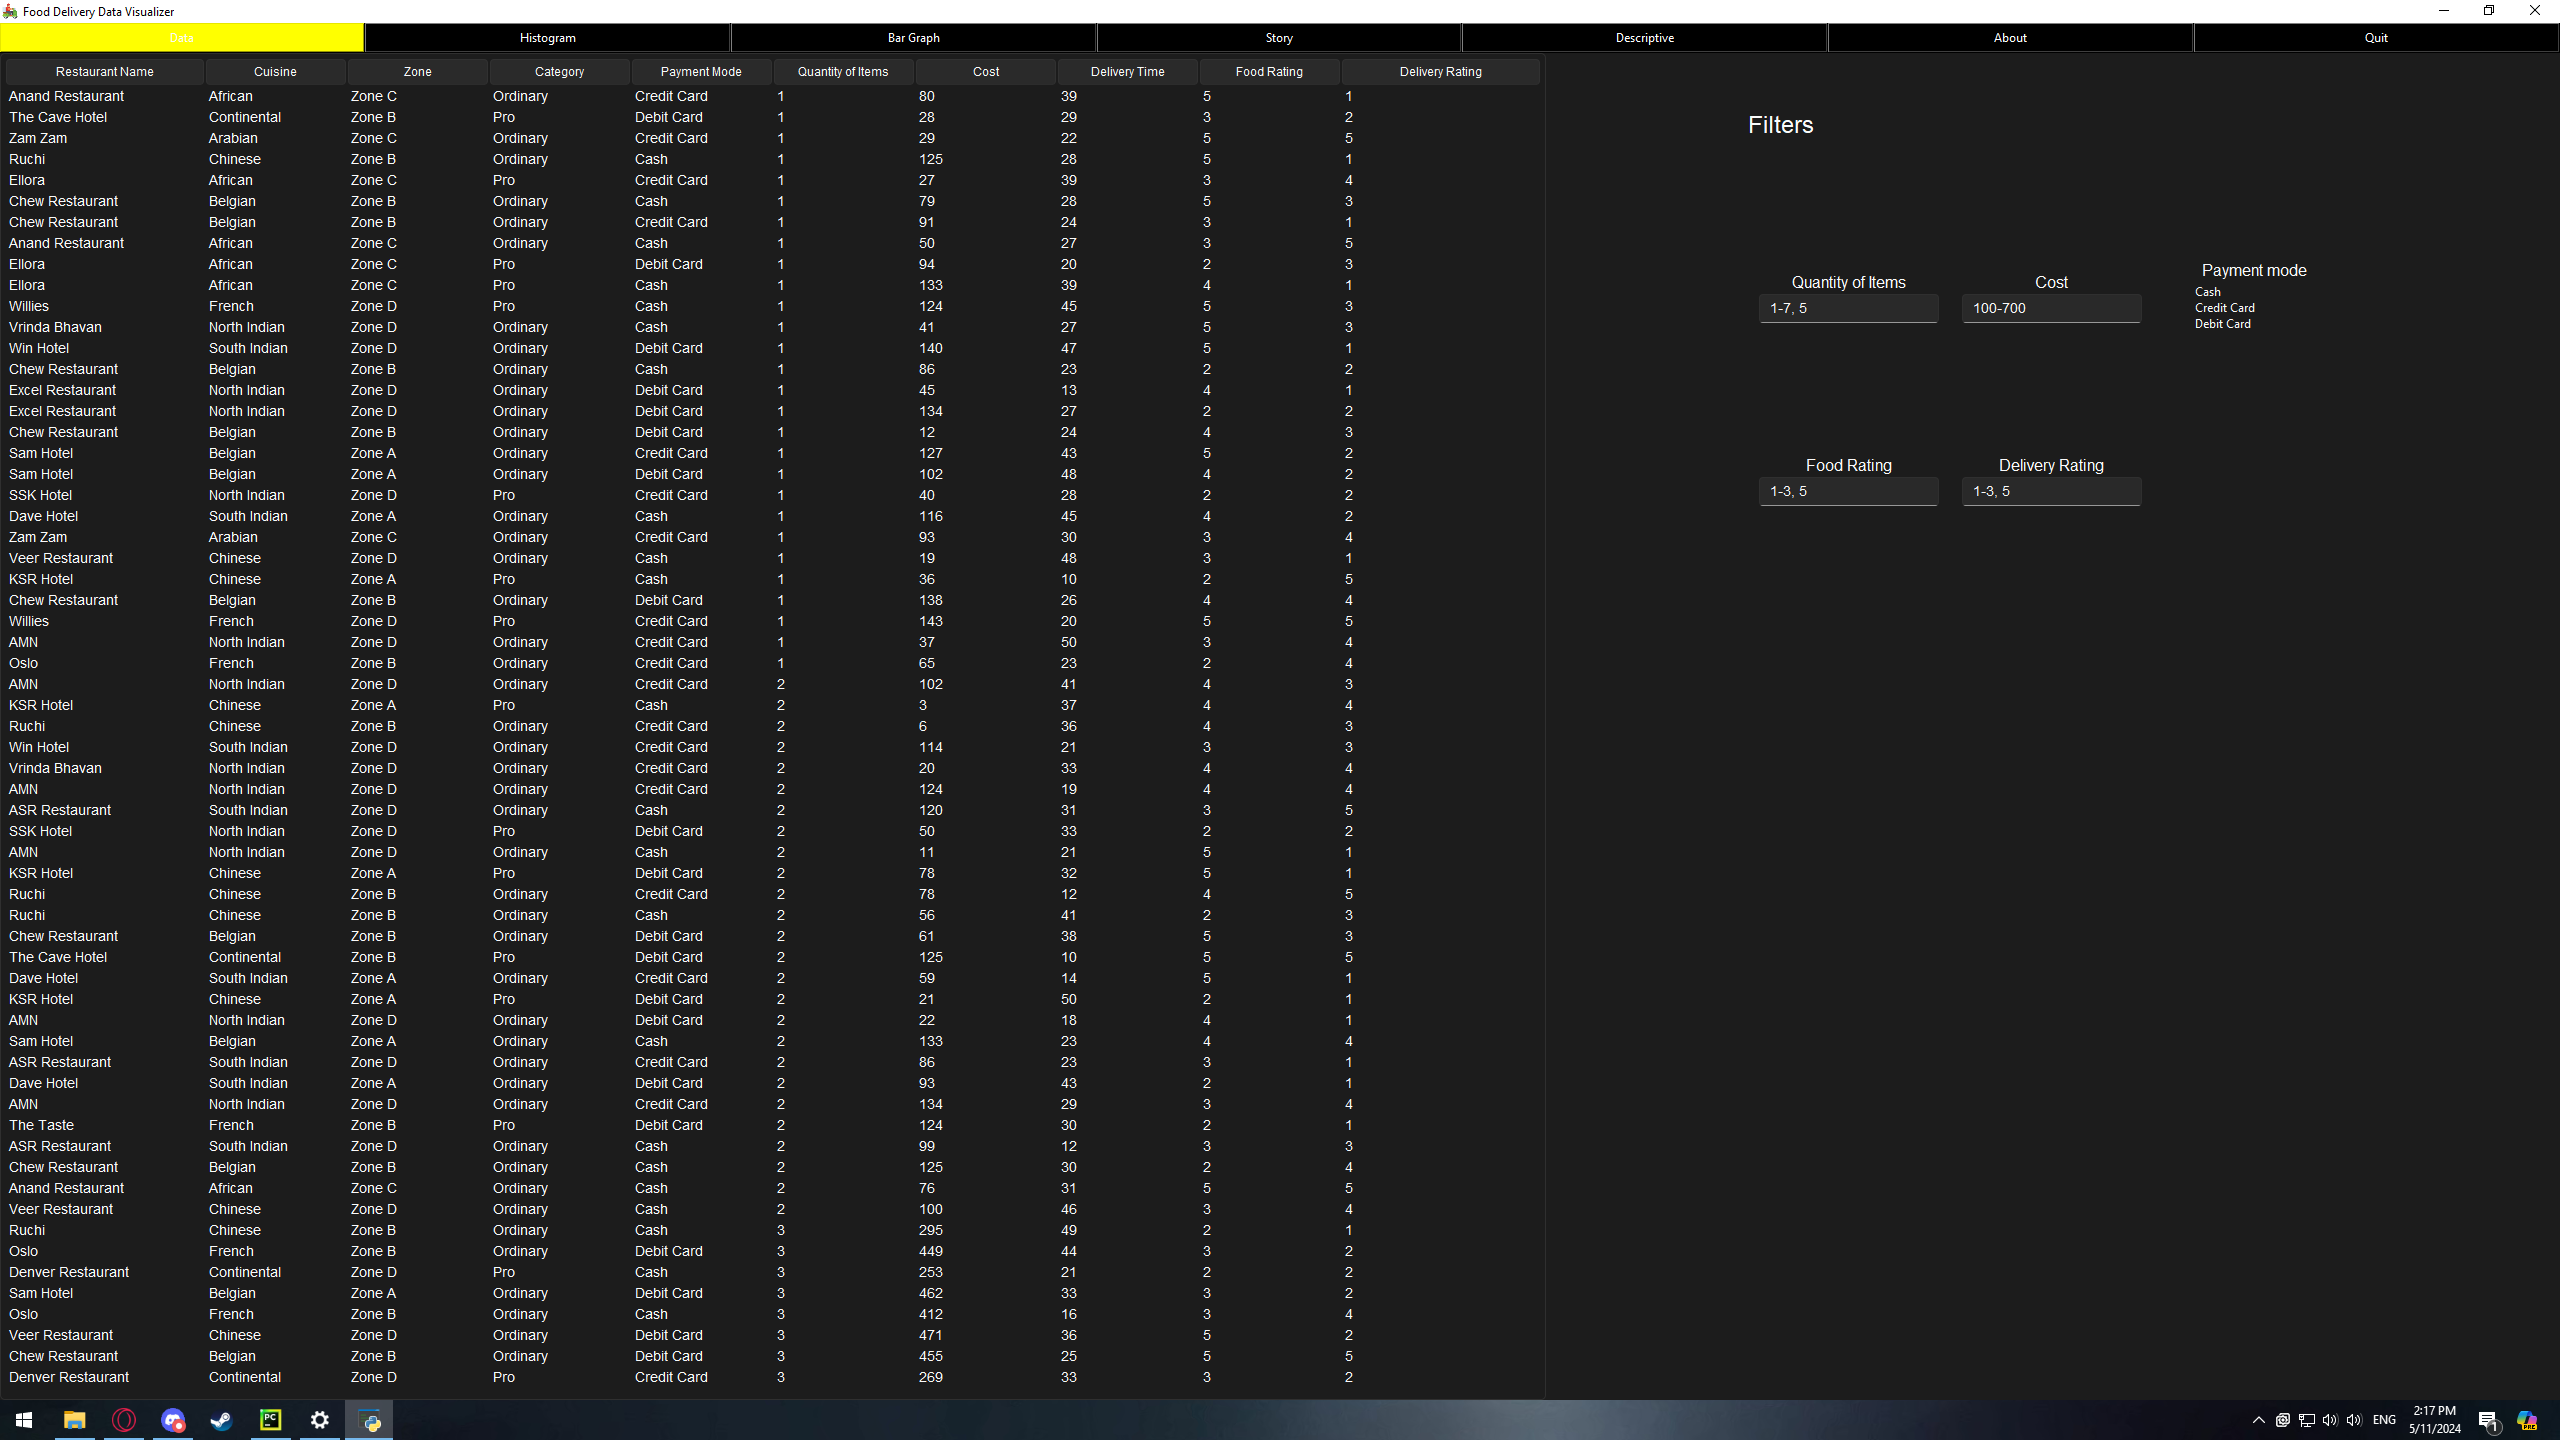 Food Delivery Data Visualizer
Data Histogram Bar Graph Story Descriptive About Quit
Restaurant Name Cuisine Zone Category Payment Mode Quantity of Items Cost Delivery Time Food Rating Delivery Rating
Anand Restaurant African Zone C Ordinary Credit Card 1 80 39 5 1
The Cave Hotel Continental Zone B Pro Debit Card 1 28 29 3 2
Zam Zam Arabian Zone C Ordinary Credit Card 1 29 22 5 5
Ruchi Chinese Zone B Ordinary Cash 1 125 28 5 1
Ellora African Zone C Pro Credit Card 1 27 39 3 4
Chew Restaurant Belgian Zone B Ordinary Cash 1 79 28 5 3
Chew Restaurant Belgian Zone B Ordinary Credit Card 1 91 24 3 1
Anand Restaurant African Zone C Ordinary Cash 1 50 27 3 5
Ellora African Zone C Pro Debit Card 1 94 20 2 3
Ellora African Zone C Pro Cash 1 133 39 4 1
Willies French Zone D Pro Cash 1 124 45 5 3
Vrinda Bhavan North Indian Zone D Ordinary Cash 1 41 27 5 3
Win Hotel South Indian Zone D Ordinary Debit Card 1 140 47 5 1
Chew Restaurant Belgian Zone B Ordinary Cash 1 86 23 2 2
Excel Restaurant North Indian Zone D Ordinary Debit Card 1 45 13 4 1
Excel Restaurant North Indian Zone D Ordinary Debit Card 1 134 27 2 2
Chew Restaurant Belgian Zone B Ordinary Debit Card 1 12 24 4 3
Sam Hotel Belgian Zone A Ordinary Credit Card 1 127 43 5 2
Sam Hotel Belgian Zone A Ordinary Debit Card 1 102 48 4 2
SSK Hotel North Indian Zone D Pro Credit Card 1 40 28 2 2
Dave Hotel South Indian Zone A Ordinary Cash 1 116 45 4 2
Zam Zam Arabian Zone C Ordinary Credit Card 1 93 30 3 4
Veer Restaurant Chinese Zone D Ordinary Cash 1 19 48 3 1
KSR Hotel Chinese Zone A Pro Cash 1 36 10 2 5
Chew Restaurant Belgian Zone B Ordinary Debit Card 1 138 26 4 4
Willies French Zone D Pro Credit Card 1 143 20 5 5
AMN North Indian Zone D Ordinary Credit Card 1 37 50 3 4
Oslo French Zone B Ordinary Credit Card 1 65 23 2 4
AMN North Indian Zone D Ordinary Credit Card 2 102 41 4 3
KSR Hotel Chinese Zone A Pro Cash 2 3 37 4 4
Ruchi Chinese Zone B Ordinary Credit Card 2 6 36 4 3
Win Hotel South Indian Zone D Ordinary Credit Card 2 114 21 3 3
Vrinda Bhavan North Indian Zone D Ordinary Credit Card 2 20 33 4 4
AMN North Indian Zone D Ordinary Credit Card 2 124 19 4 4
ASR Restaurant South Indian Zone D Ordinary Cash 2 120 31 3 5
SSK Hotel North Indian Zone D Pro Debit Card 2 50 33 2 2
AMN North Indian Zone D Ordinary Cash 2 11 21 5 1
KSR Hotel Chinese Zone A Pro Debit Card 2 78 32 5 1
Ruchi Chinese Zone B Ordinary Credit Card 2 78 12 4 5
Ruchi Chinese Zone B Ordinary Cash 2 56 41 2 3
Chew Restaurant Belgian Zone B Ordinary Debit Card 2 61 38 5 3
The Cave Hotel Continental Zone B Pro Debit Card 2 125 10 5 5
Dave Hotel South Indian Zone A Ordinary Credit Card 2 59 14 5 1
KSR Hotel Chinese Zone A Pro Debit Card 2 21 50 2 1
AMN North Indian Zone D Ordinary Debit Card 2 22 18 4 1
Sam Hotel Belgian Zone A Ordinary Cash 2 133 23 4 4
ASR Restaurant South Indian Zone D Ordinary Credit Card 2 86 23 3 1
Dave Hotel South Indian Zone A Ordinary Debit Card 2 93 43 2 1
AMN North Indian Zone D Ordinary Credit Card 2 134 29 3 4
The Taste French Zone B Pro Debit Card 2 124 30 2 1
ASR Restaurant South Indian Zone D Ordinary Cash 2 99 12 3 3
Chew Restaurant Belgian Zone B Ordinary Cash 2 125 30 2 4
Anand Restaurant African Zone C Ordinary Cash 2 76 31 5 5
Veer Restaurant Chinese Zone D Ordinary Cash 2 100 46 3 4
Ruchi Chinese Zone B Ordinary Cash 3 295 49 2 1
Oslo French Zone B Ordinary Debit Card 3 449 44 3 2
Denver Restaurant Continental Zone D Pro Cash 3 253 21 2 2
Sam Hotel Belgian Zone A Ordinary Debit Card 3 462 33 3 2
Oslo French Zone B Ordinary Cash 3 412 16 3 4
Veer Restaurant Chinese Zone D Ordinary Debit Card 3 471 36 5 2
Chew Restaurant Belgian Zone B Ordinary Debit Card 3 455 25 5 5
Denver Restaurant Continental Zone D Pro Credit Card 3 269 33 3 2
Filters
Quantity of Items Cost Payment mode
1-7, 5 100-700
Cash
Credit Card
Debit Card
Food Rating Delivery Rating
1-3, 5 1-3, 5
PC
ENG
2:17 PM
5/11/2024
1
PRE